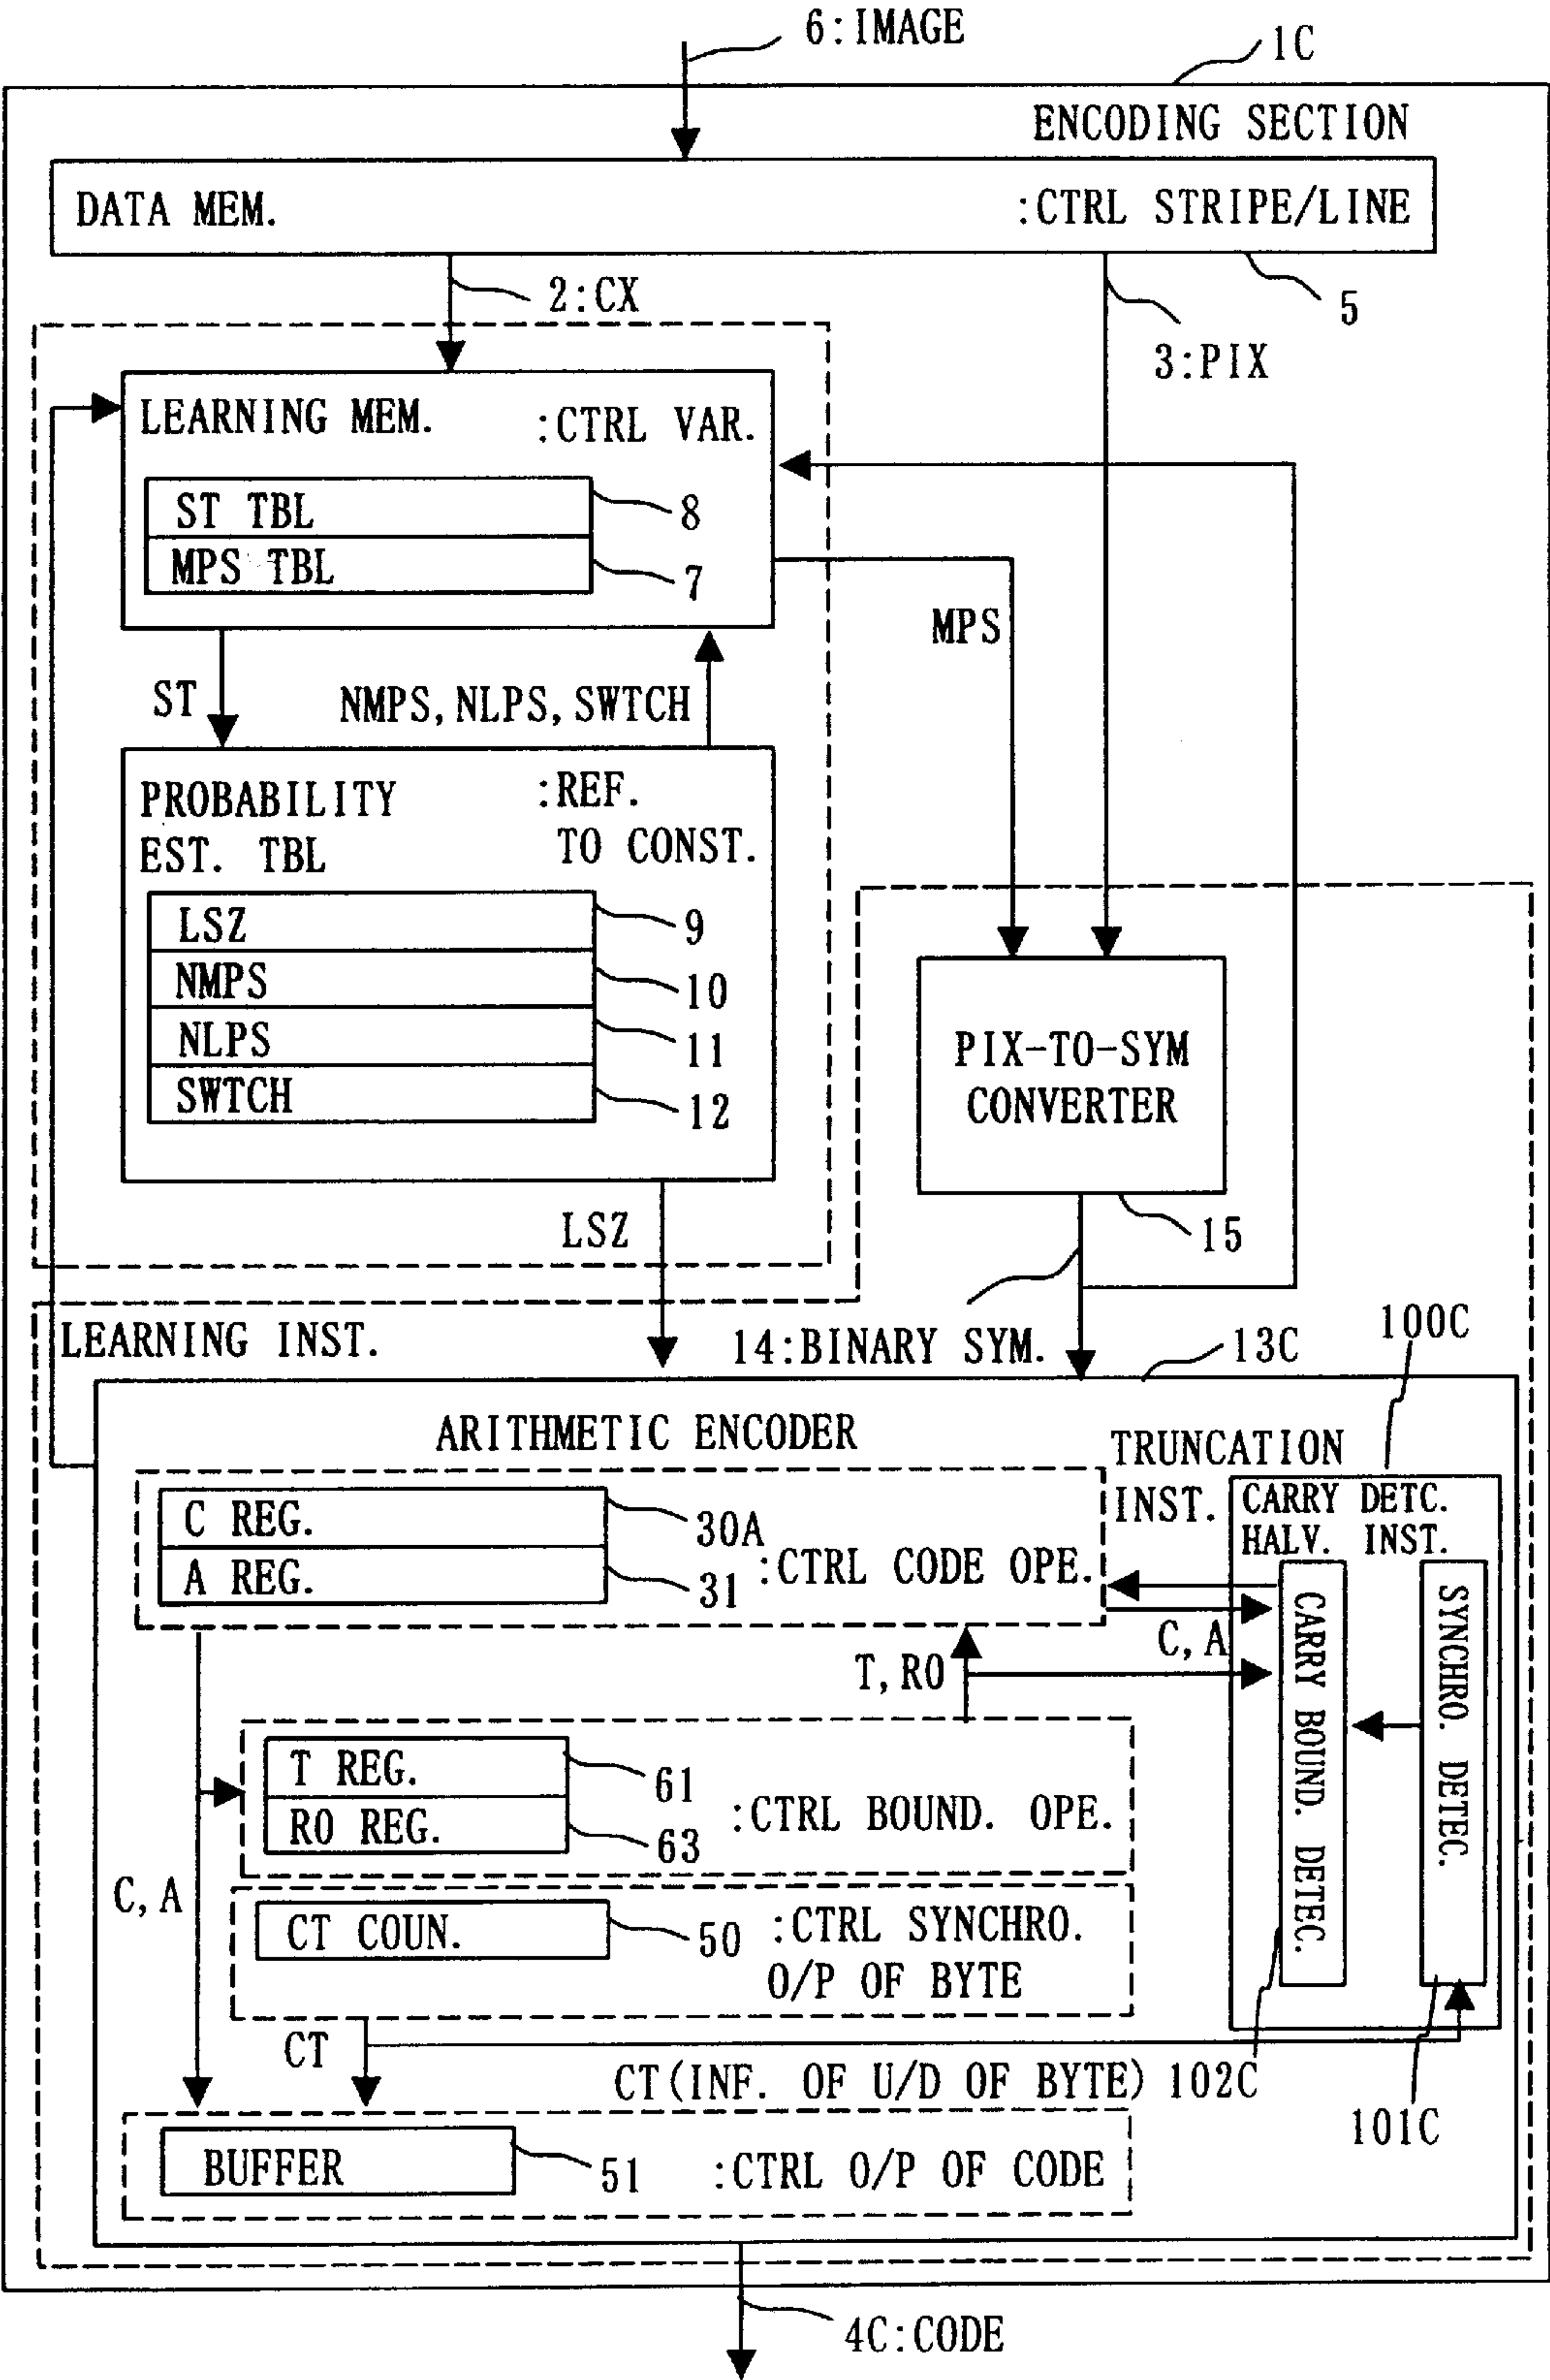 6:IMAGE
1C
ENCODING SECTION
DATA MEM.
:CTRL STRIPE/LINE
2:CX
5
3:PIX
LEARNING MEM.
:CTRL VAR.
ST TBL
8
MPS TBL
7
MPS
ST
NMPS, NLPS, SWTCH
PROBABILITY
EST. TBL
:REF.
TO CONST.
LSZ
9
NMPS
10
NLPS
11
SWTCH
12
PIX-TO-SYM
CONVERTER
15
LSZ
LEARNING INST.
14:BINARY SYM.
13C
100C
ARITHMETIC ENCODER
TRUNCATION
INST.
CARRY DETC.
HALV. INST.
C REG.
30A
A REG.
31
:CTRL CODE OPE.
C, A
T, RO
CARRY BOUND. DETEC.
SYNCHRO. DETEC.
T REG.
61
RO REG.
63
:CTRL BOUND. OPE.
C, A
CT COUN.
50
:CTRL SYNCHRO.
O/P OF BYTE
CT
CT(INF. OF U/D OF BYTE)
102C
101C
BUFFER
51
:CTRL O/P OF CODE
4C:CODE